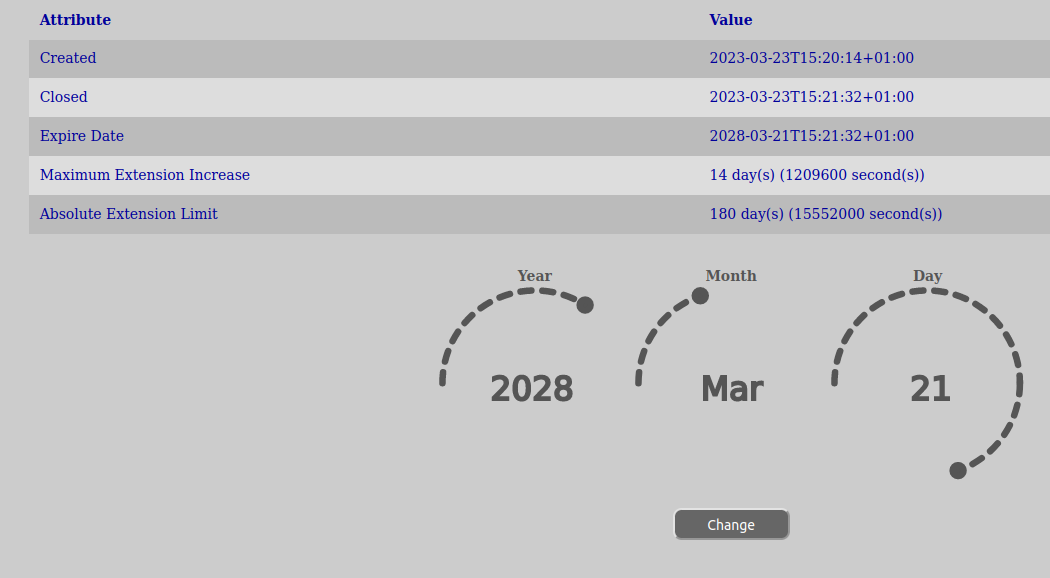 Attribute Value
Created 2023-03-23T15:20:14+01:00
Closed 2023-03-23T15:21:32+01:00
Expire Date 2028-03-21T15:21:32+01:00
Maximum Extension Increase 14 day(s) (1209600 second(s))
Absolute Extension Limit 180 day(s) (15552000 second(s))
Year Month Day
2028 Mar 21
Change